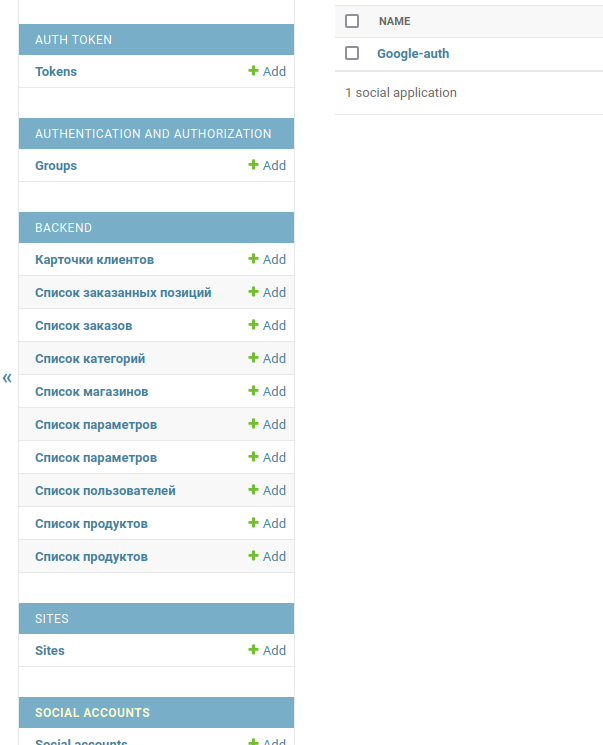 AUTH TOKEN
Tokens Add
AUTHENTICATION AND AUTHORIZATION
Groups Add
BACKEND
Карточки клиентов Add
Список заказанных позиций Add
Список заказов Add
Список категорий Add
Список магазинов Add
Список параметров Add
Список параметров Add
Список пользователей Add
Список продуктов Add
Список продуктов Add
SITES
Sites Add
SOCIAL ACCOUNTS
Social accounts Add
«
NAME
Google-auth
1 social application